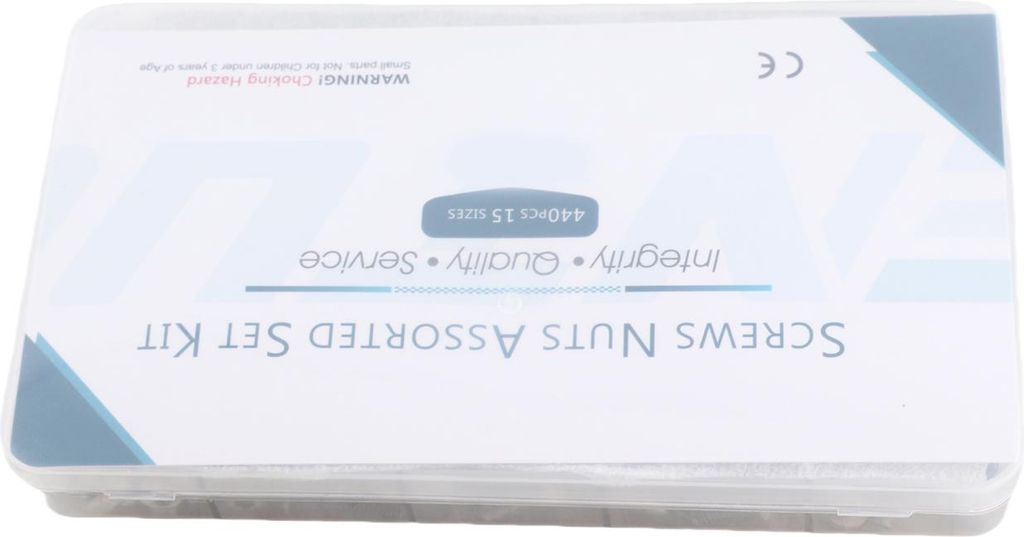 SCREWS NUTS ASSORTED SET KIT
Integrity • Quality • Service
440PCS 15 SIZES
WARNING! Choking Hazard
Small parts. Not for Children under 3 years of Age
CE